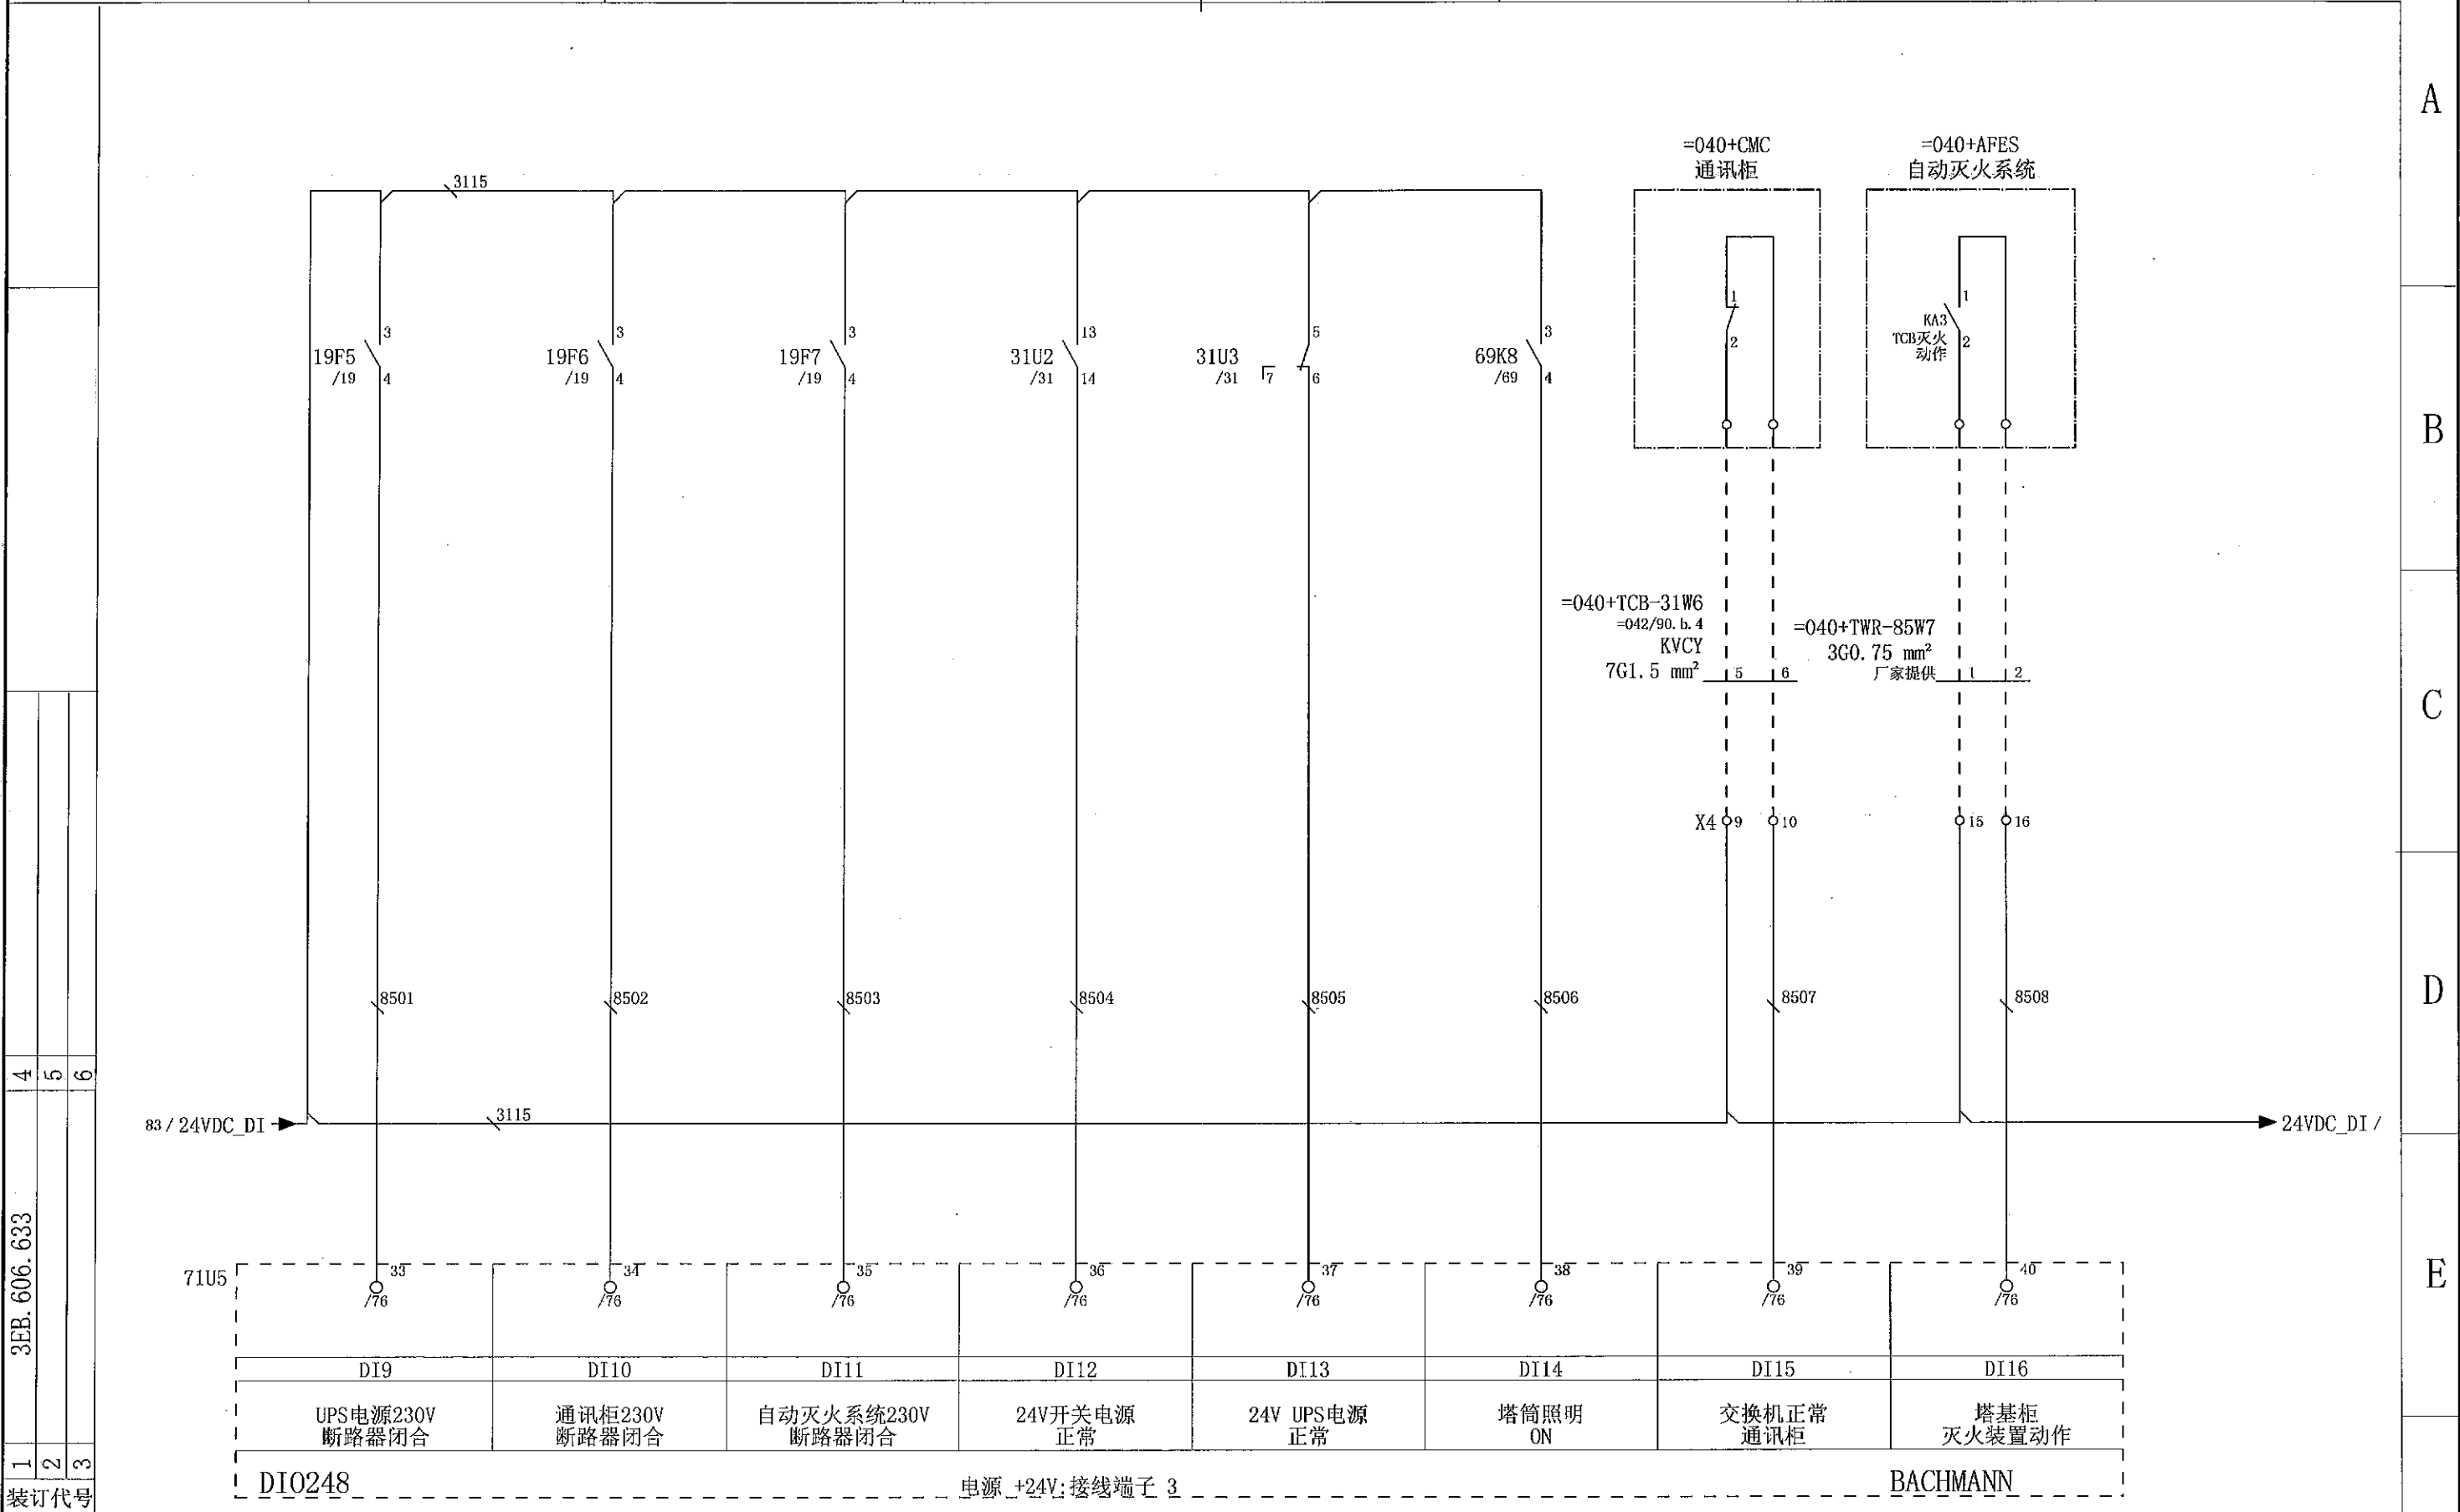 A
=040+CMC
通讯柜
=040+AFES
自动灭火系统
3115
1
2
1
KA3
TCB灭火
动作
2
3
19F5
/19
4
3
19F6
/19
4
3
19F7
/19
4
13
31U2
/31
14
5
31U3
/31
7
6
3
69K8
/69
4
B
=040+TCB-31W6
=042/90.b.4
KVCY
7G1.5 mm²
5
6
=040+TWR-85W7
3G0.75 mm²
厂家提供
1
2
C
X4
9
10
15
16
8501
8502
8503
8504
8505
8506
8507
8508
D
4
5
6
83/24VDC_DI
3115
24VDC_DI/
3EB.606.633
71U5
33
34
35
36
37
38
39
40
/76
/76
/76
/76
/76
/76
/76
/76
E
DI9
DI10
DI11
DI12
DI13
DI14
DI15
DI16
UPS电源230V
断路器闭合
通讯柜230V
断路器闭合
自动灭火系统230V
断路器闭合
24V开关电源
正常
24V UPS电源
正常
塔筒照明
ON
交换机正常
通讯柜
塔基柜
灭火装置动作
DIO248
电源 +24V:接线端子 3
BACHMANN
1
2
3
装订代号